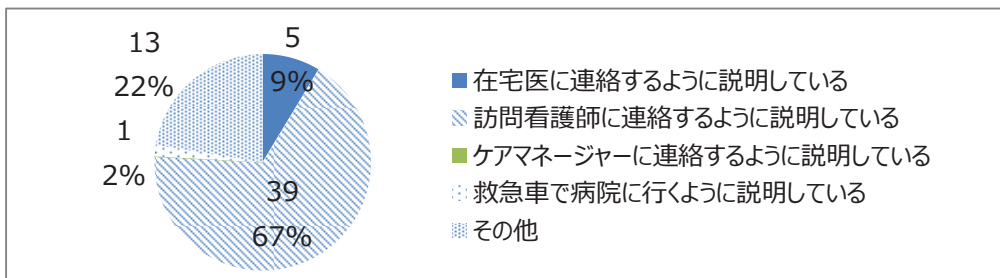 13
22%
1
2%
5
9%
39
67%
在宅医に連絡するように説明している
訪問看護師に連絡するように説明している
ケアマネージャーに連絡するように説明している
救急車で病院に行くように説明している
その他